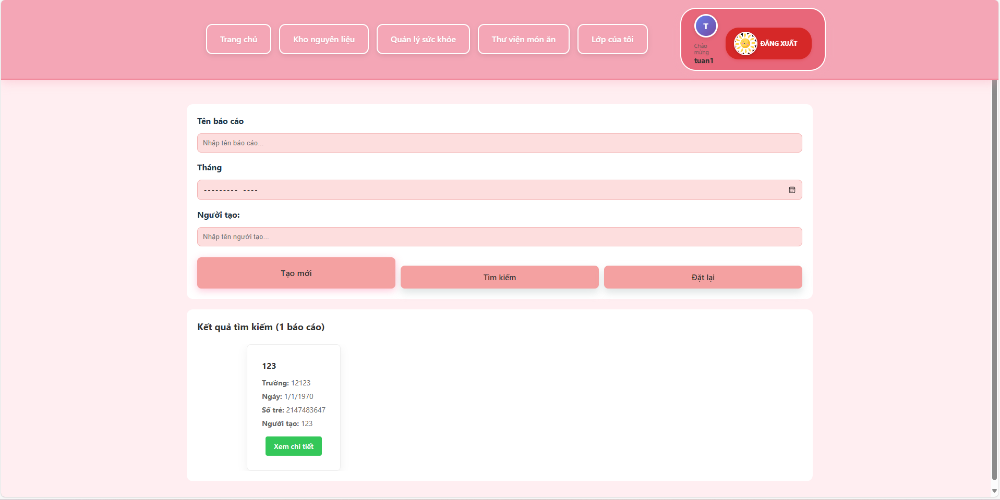 Trang chủ
Kho nguyên liệu
Quản lý sức khỏe
Thư viện món ăn
Lớp của tôi
T
Chào
mừng
tuan1
ĐĂNG XUẤT
Tên báo cáo
Nhập tên báo cáo...
Tháng
--------- ----
Người tạo:
Nhập tên người tạo...
Tạo mới
Tìm kiếm
Đặt lại
Kết quả tìm kiếm (1 báo cáo)
123
Trường: 12123
Ngày: 1/1/1970
Số trẻ: 2147483647
Người tạo: 123
Xem chi tiết